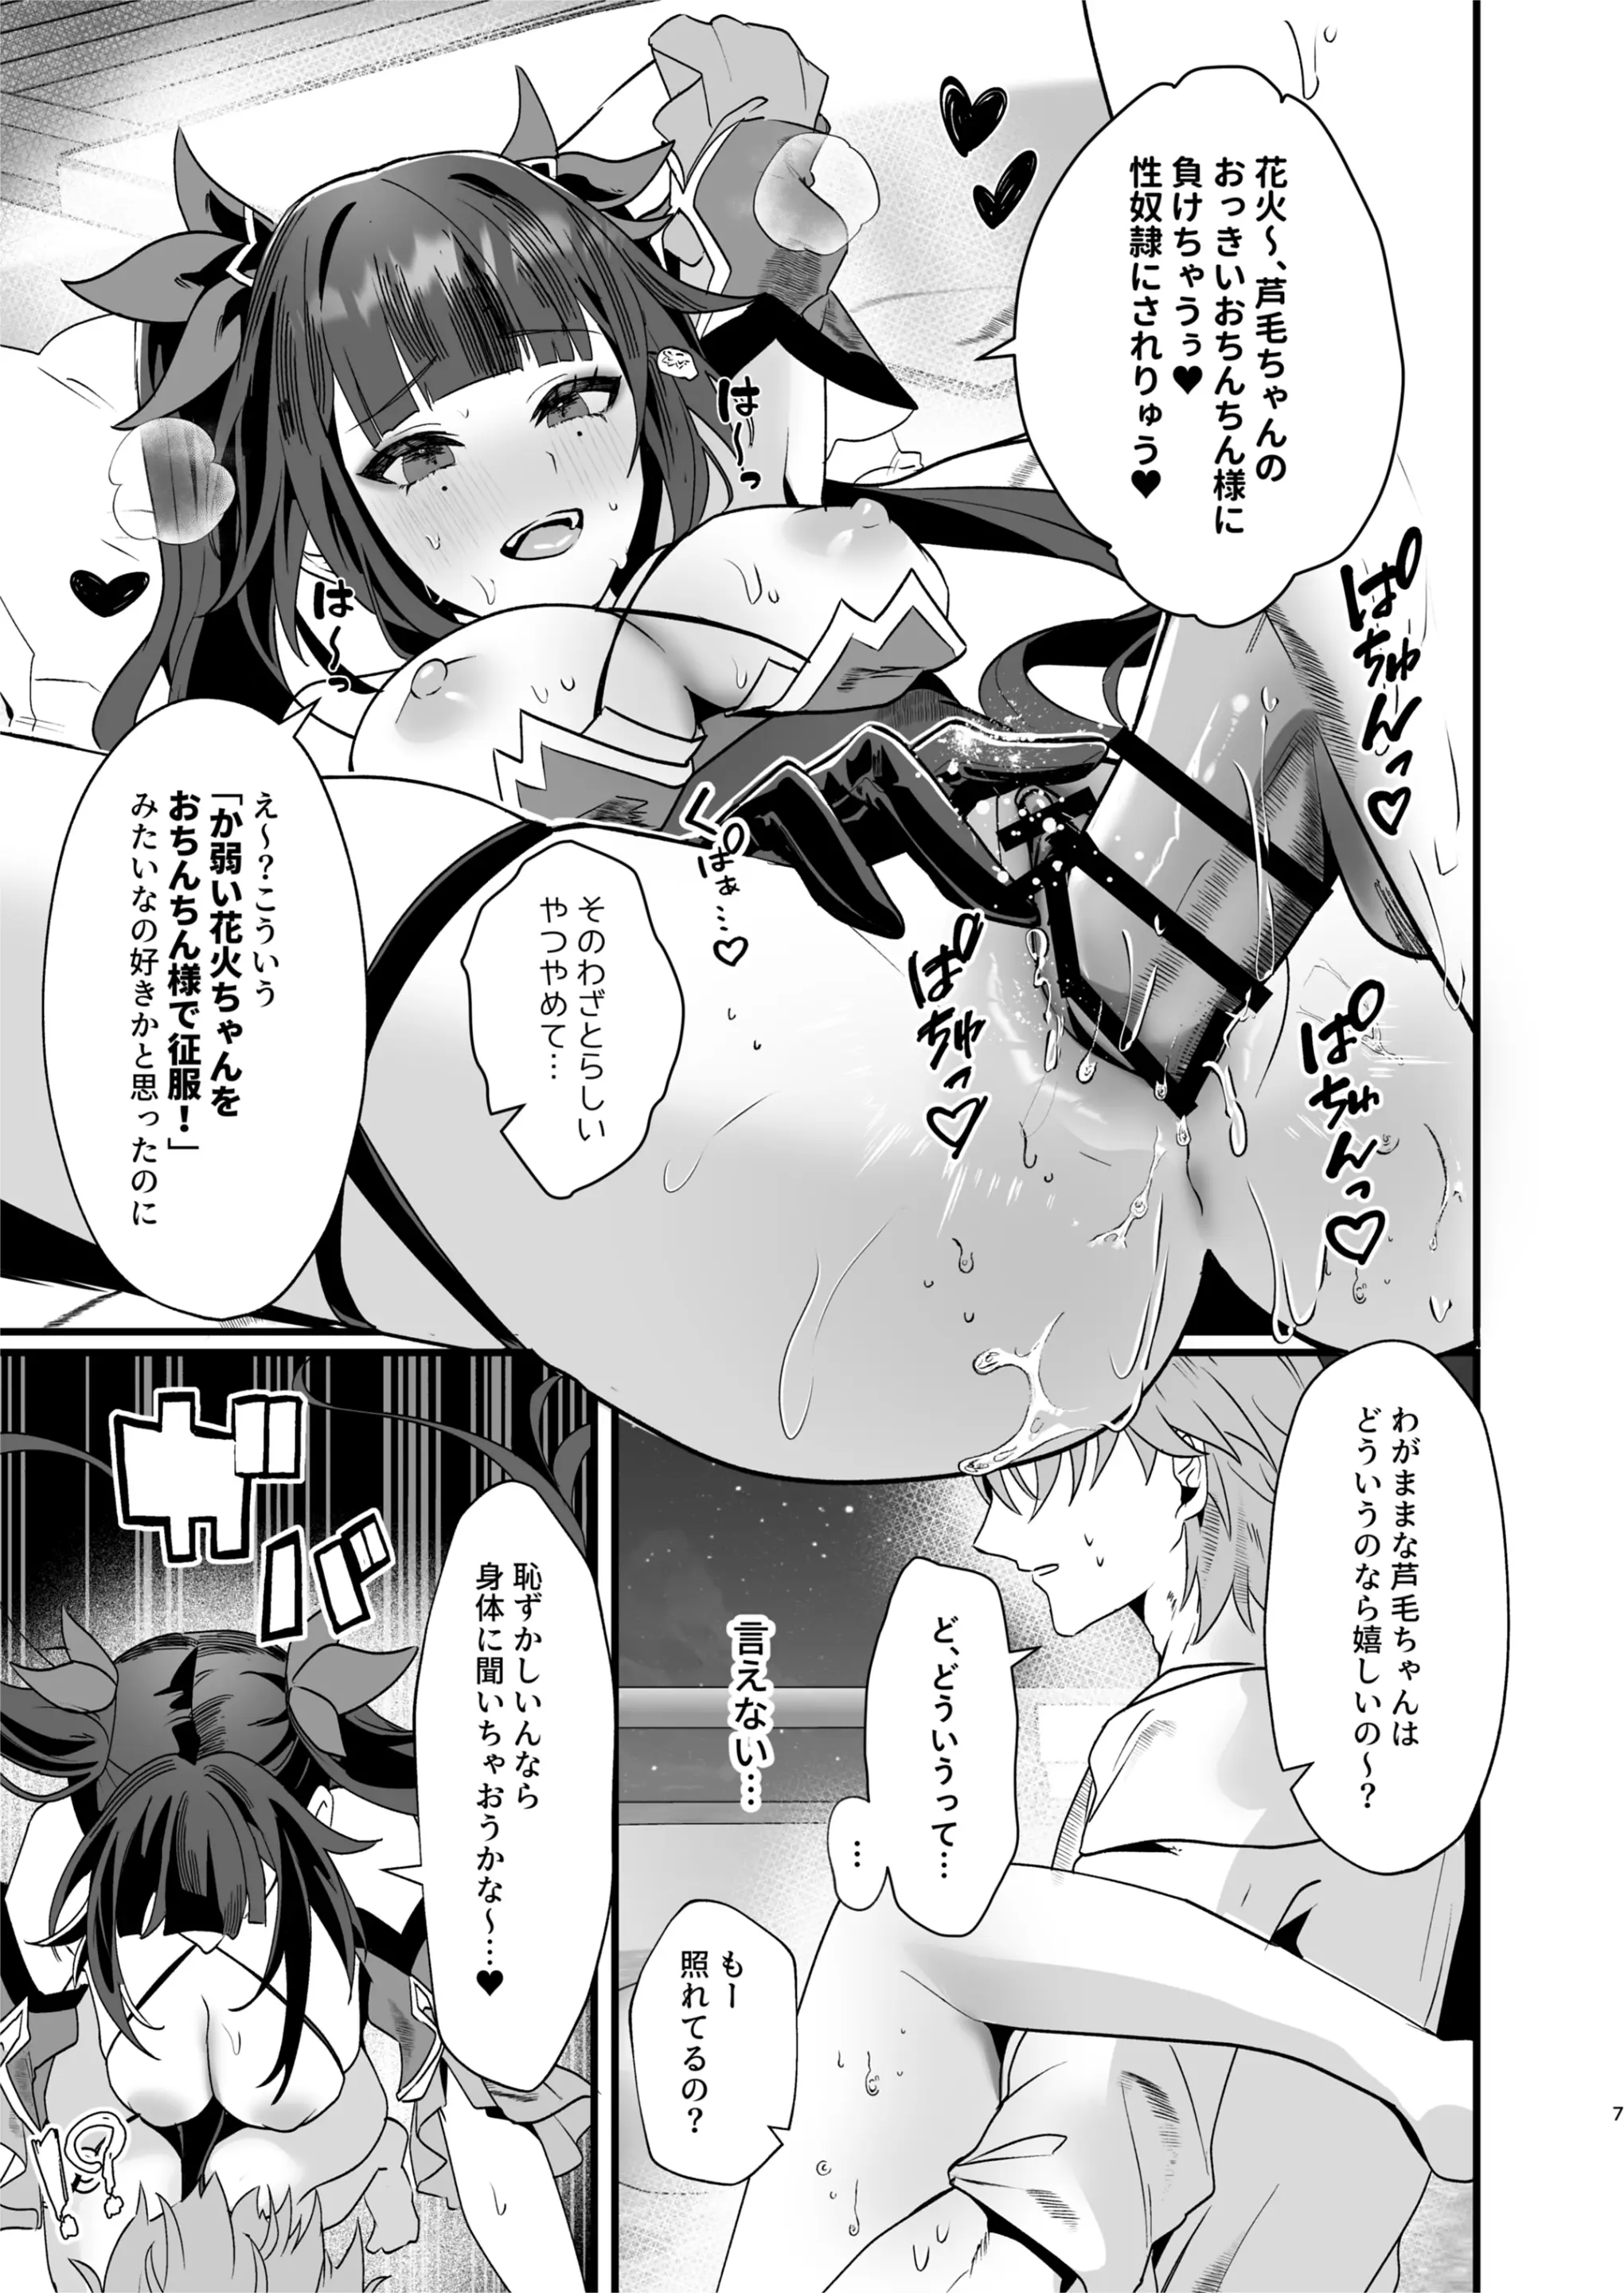 花火〜、芦毛ちゃんの
おっきいおちんちん様に
負けちゃうぅ♥
性奴隷にされりゅう♥
は〜っ
は〜っ
ぱちゅんっ♡
くぱぁ…♡
ぱちゅっ♡
ぱちゅんっ♡
そのわざとらしい
やつやめて…
え〜?こういう
「か弱い花火ちゃんを
おちんちん様で征服!」
みたいなの好きかと思ったのに
わがままな芦毛ちゃんは
どういうのなら嬉しいの〜?
ど、どういうって…
…
言えない…
もー
照れてるの?
恥ずかしいんなら
身体に聞いちゃおうかな〜…♥
ガバッ
7